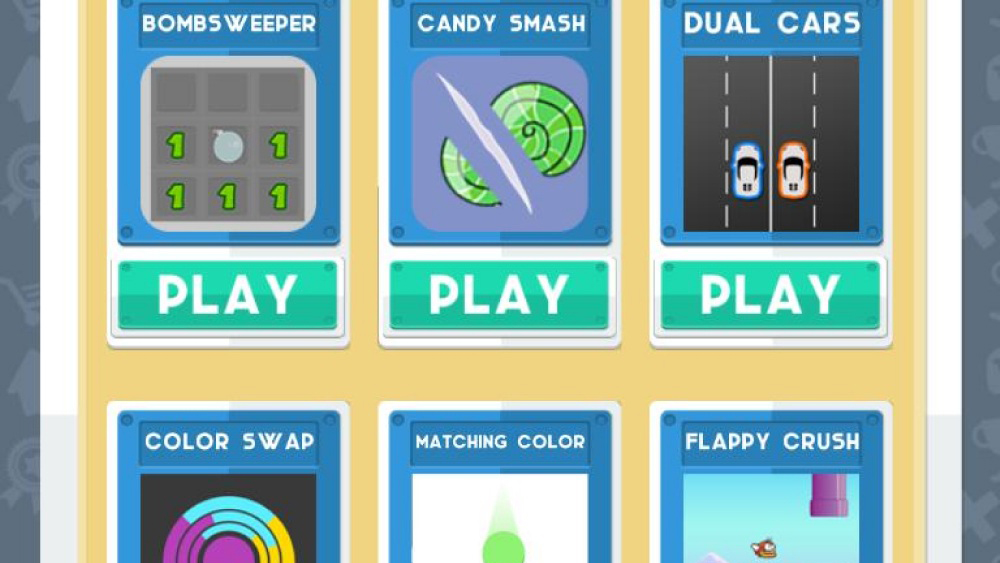 BOMBSWEEPER
CANDY SMASH
DUAL CARS
1 1
1 1 1
PLAY
PLAY
PLAY
COLOR SWAP
MATCHING COLOR
FLAPPY CRUSH